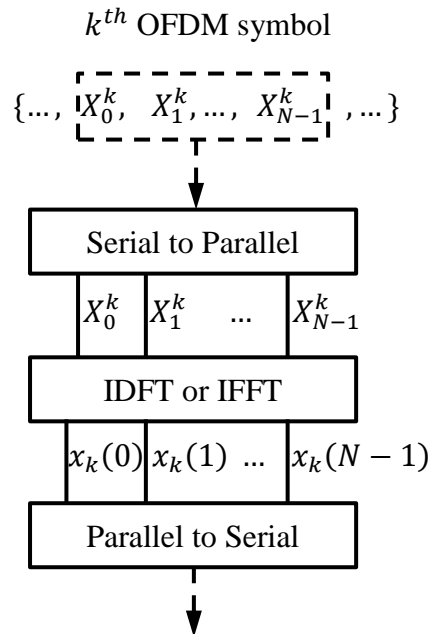 k^{th} OFDM symbol
{…, X_0^k, X_1^k, …, X_{N-1}^k , …}
Serial to Parallel
X_0^k X_1^k … X_{N-1}^k
IDFT or IFFT
x_k(0) x_k(1) … x_k(N − 1)
Parallel to Serial